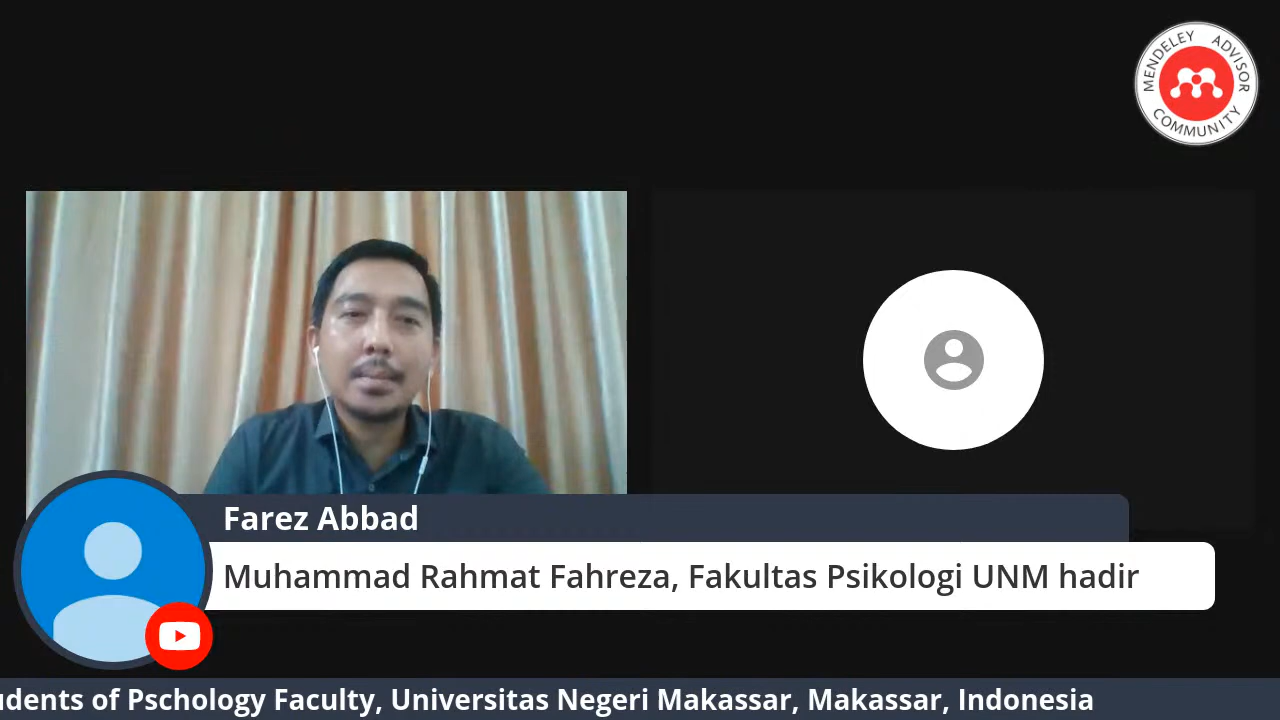 MENDELEY ADVISOR
COMMUNITY
Farez Abbad
Muhammad Rahmat Fahreza, Fakultas Psikologi UNM hadir
of Pschology Faculty, Universitas Negeri Makassar, Makassar, Indonesia